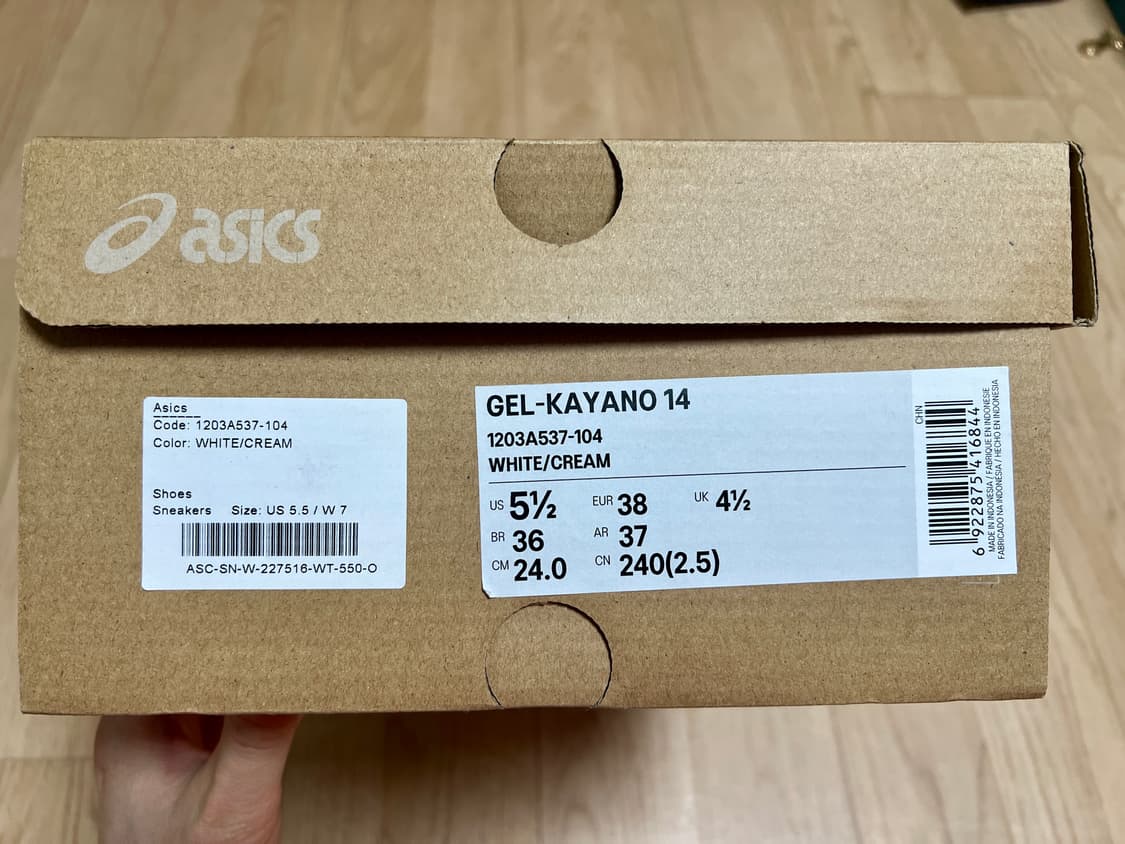 asics
Asics
Code: 1203A537-104
Color: WHITE/CREAM
Shoes
Sneakers Size: US 5.5 / W 7
ASC-SN-W-227516-WT-550-O
GEL-KAYANO 14
1203A537-104
WHITE/CREAM
US 5½ EUR 38 UK 4½
BR 36 AR 37
CM 24.0 CN 240(2.5)
CHN
6 922875 416844
MADE IN INDONESIA / FABRIQUE EN INDONESIE
FABRICADO NA INDONÉSIA / HECHO EN INDONESIA